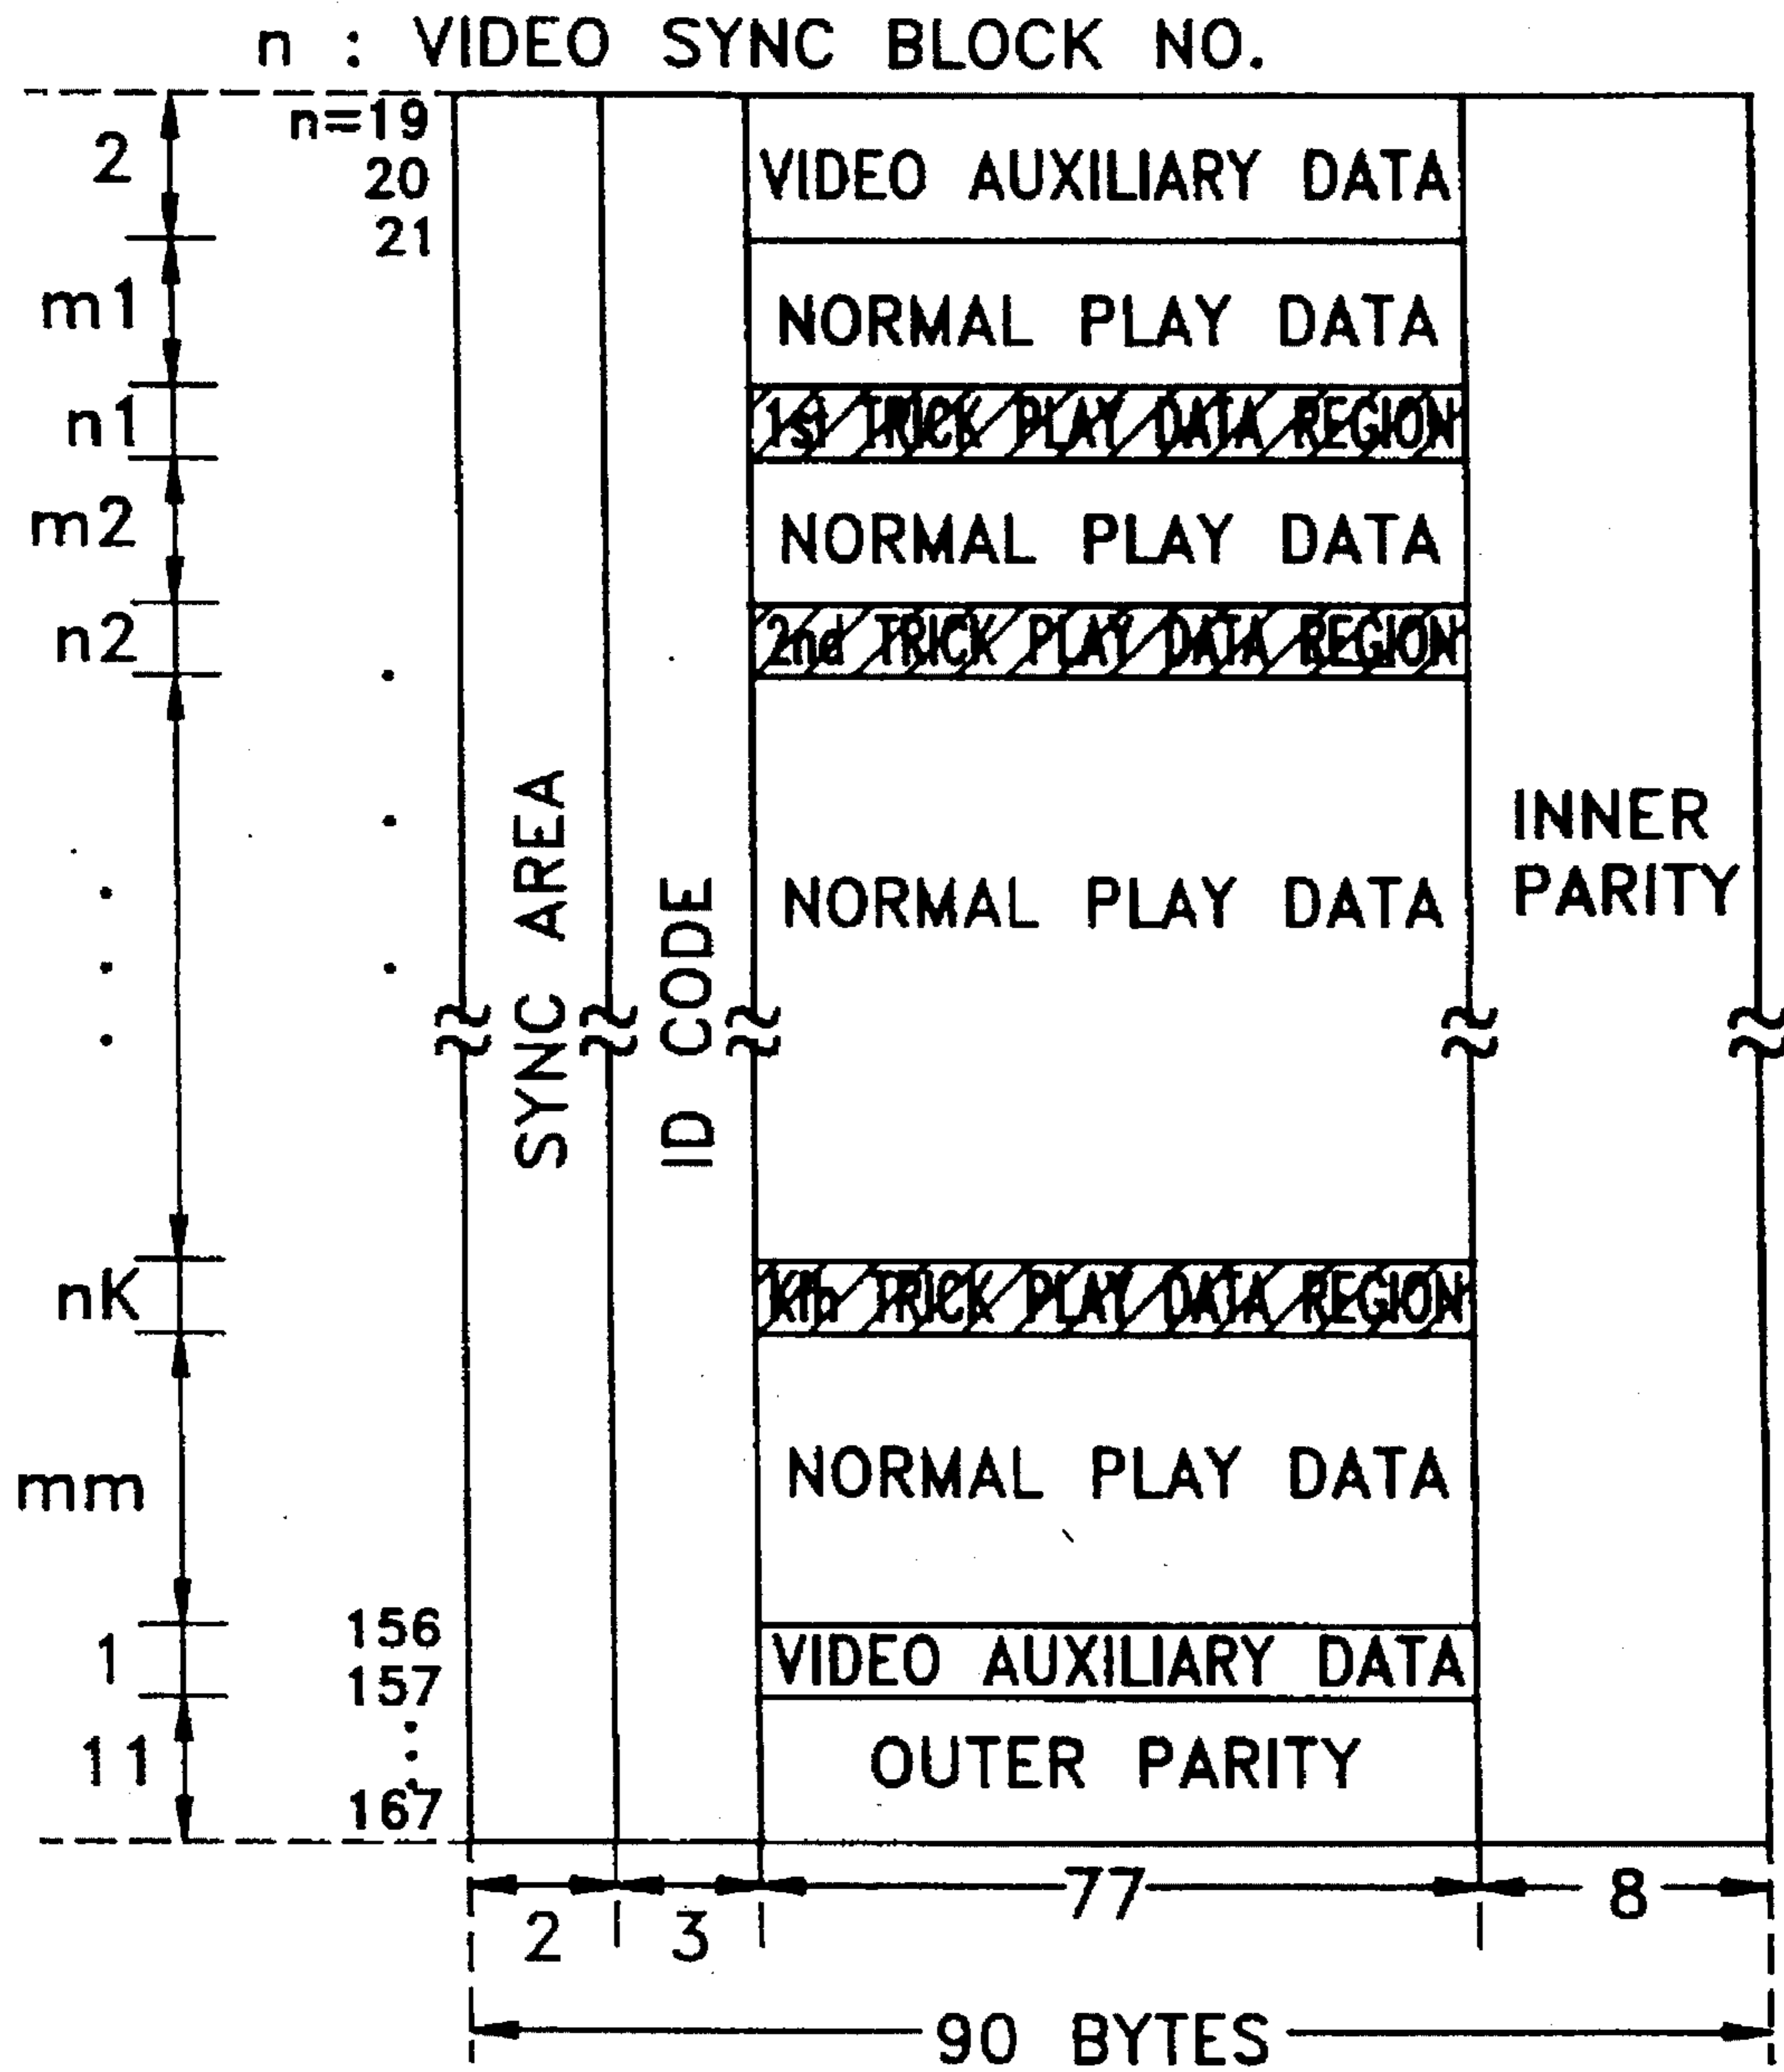 n : VIDEO SYNC BLOCK NO.
n=19
2
20
VIDEO AUXILIARY DATA
21
m1
NORMAL PLAY DATA
n1
1st TRICK PLAY DATA REGION
m2
NORMAL PLAY DATA
n2
2nd TRICK PLAY DATA REGION
SYNC AREA
ID CODE
NORMAL PLAY DATA
INNER
PARITY
nK
Kth TRICK PLAY DATA REGION
mm
NORMAL PLAY DATA
156
1
VIDEO AUXILIARY DATA
157
11
OUTER PARITY
167
2
3
77
8
90 BYTES